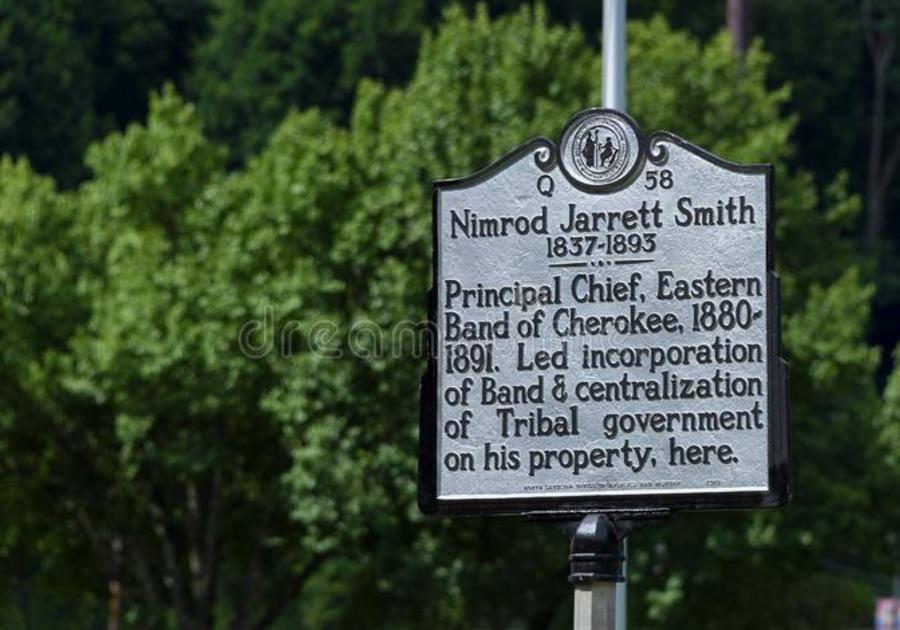 Q 58
Nimrod Jarrett Smith
1837-1893
Principal Chief, Eastern
Band of Cherokee, 1880-
1891. Led incorporation
of Band & centralization
of Tribal government
on his property, here.
dream